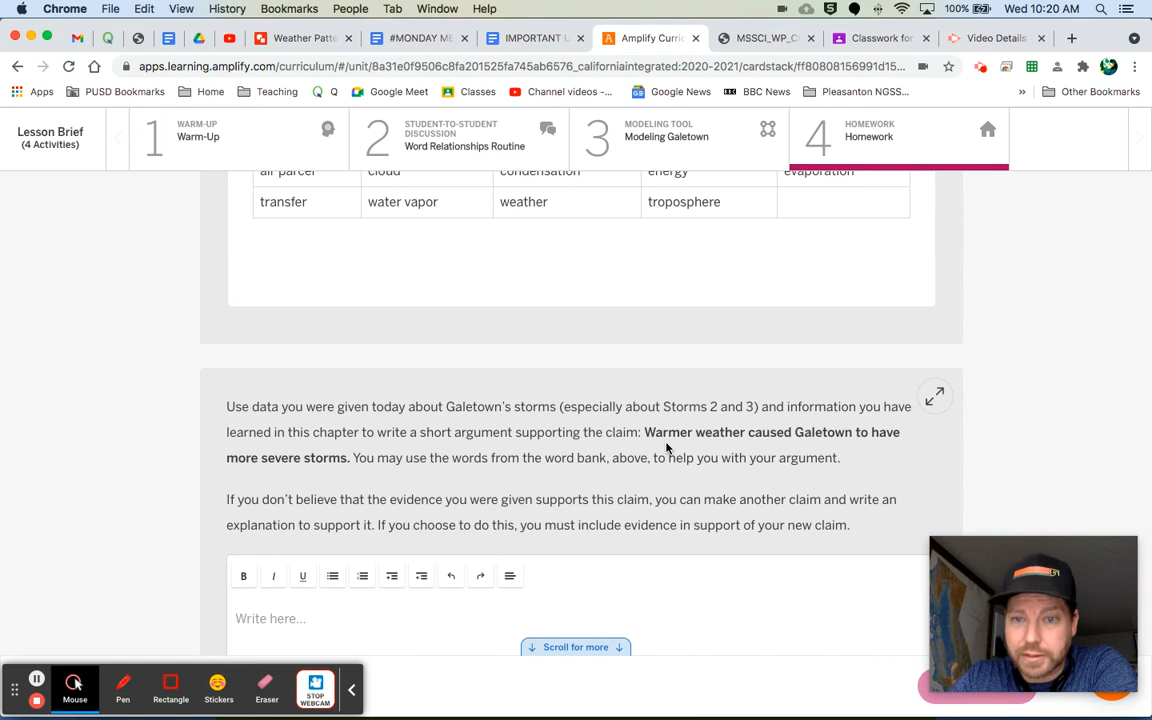 Chrome File Edit View History Bookmarks People Tab Window Help 100% Wed 10:20 AM
Weather Patte #MONDAY ME IMPORTANT L Amplify Curric MSSCI_WP_C Classwork for Video Details
apps.learning.amplify.com/curriculum/#/unit/8a31e0f9506c8fa201525fa745ab6576_californiaintegrated:2020-2021/cardstack/ff80808156991d15...
Apps PUSD Bookmarks Home Teaching Q Google Meet Classes Channel videos -... Google News BBC News Pleasanton NGSS... » Other Bookmarks
Lesson Brief
(4 Activities)
1 WARM-UP
Warm-Up
2 STUDENT-TO-STUDENT
DISCUSSION
Word Relationships Routine
3 MODELING TOOL
Modeling Galetown
4 HOMEWORK
Homework
air parcel cloud condensation energy evaporation
transfer water vapor weather troposphere
Use data you were given today about Galetown's storms (especially about Storms 2 and 3) and information you have
learned in this chapter to write a short argument supporting the claim: Warmer weather caused Galetown to have
more severe storms. You may use the words from the word bank, above, to help you with your argument.
If you don't believe that the evidence you were given supports this claim, you can make another claim and write an
explanation to support it. If you choose to do this, you must include evidence in support of your new claim.
B I U
Write here...
↓ Scroll for more ↓
Mouse Pen Rectangle Stickers Eraser STOP
WEBCAM